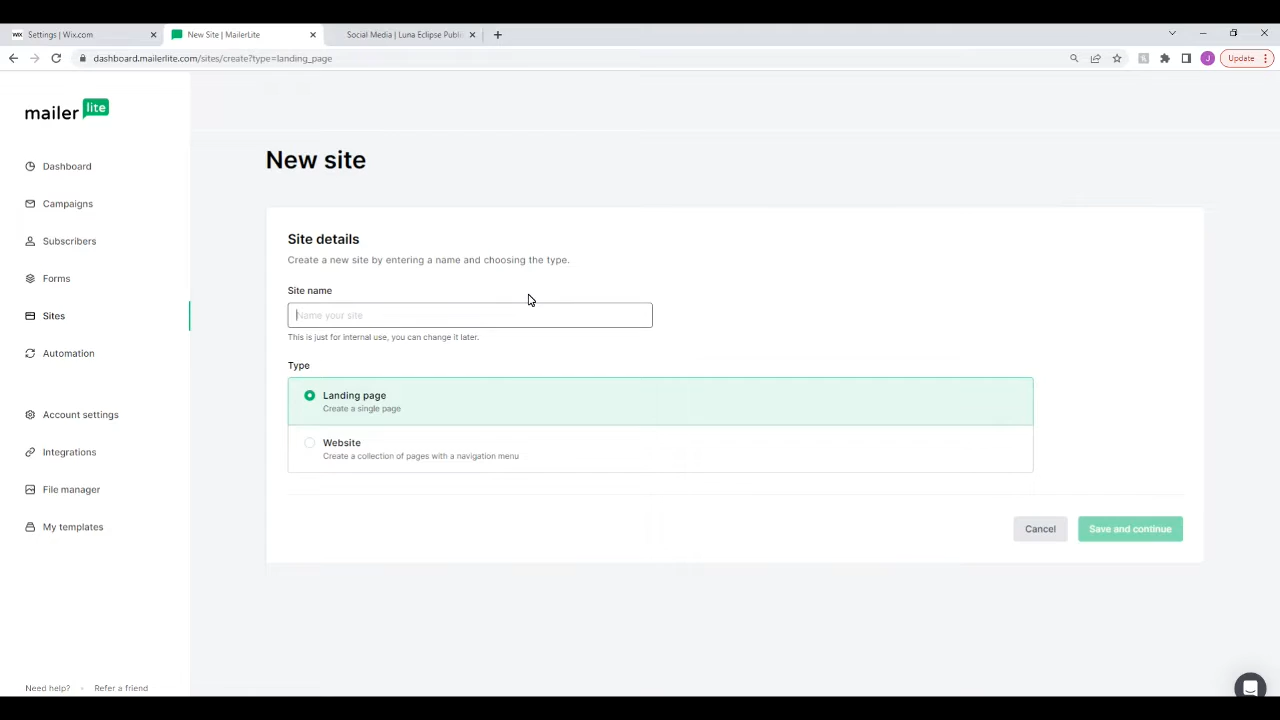 WIX Settings | Wix.com
New Site | MailerLite
Social Media | Luna Eclipse Publi
dashboard.mailerlite.com/sites/create?type=landing_page
J
Update
mailer lite
Dashboard
Campaigns
Subscribers
Forms
Sites
Automation
Account settings
Integrations
File manager
My templates
Need help?
Refer a friend
New site
Site details
Create a new site by entering a name and choosing the type.
Site name
Name your site
This is just for internal use, you can change it later.
Type
Landing page
Create a single page
Website
Create a collection of pages with a navigation menu
Cancel
Save and continue